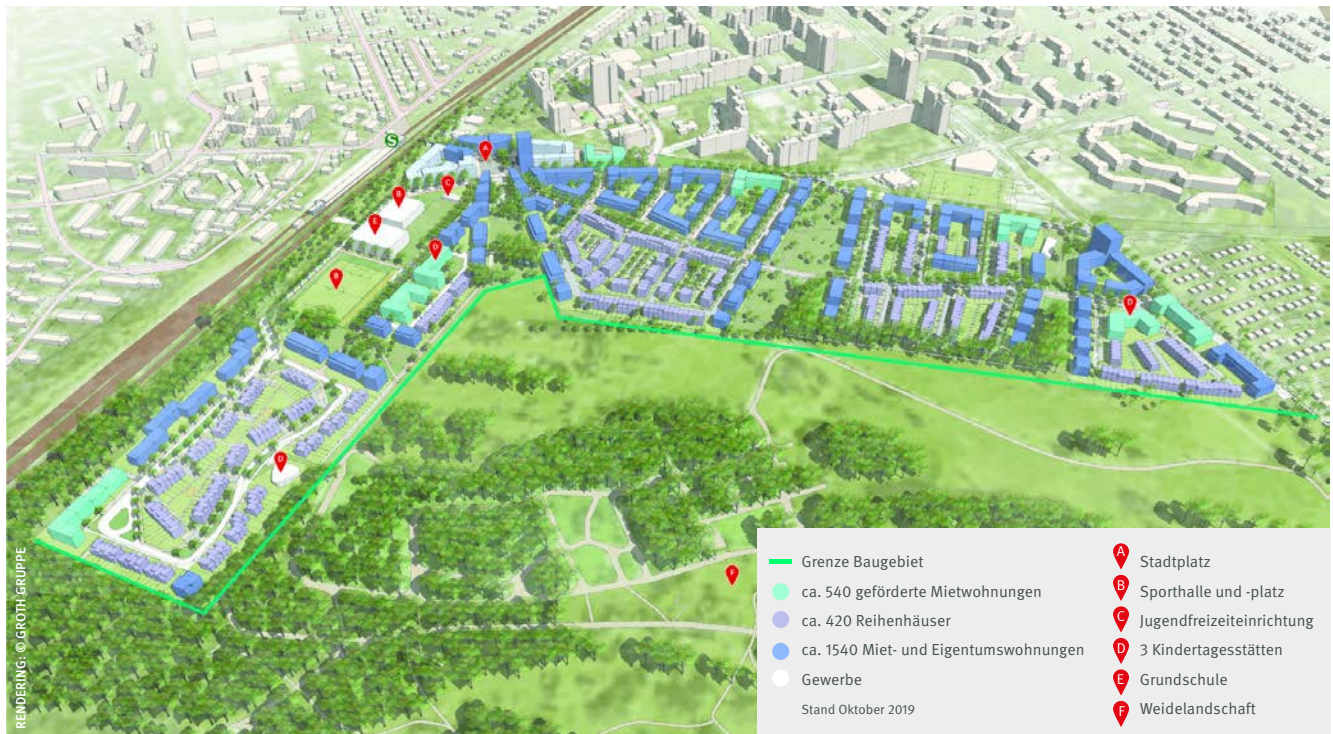 S
A
B
C
E
D
B
D
D
F
RENDERING: © GROTH GRUPPE
Grenze Baugebiet
ca. 540 geförderte Mietwohnungen
ca. 420 Reihenhäuser
ca. 1540 Miet- und Eigentumswohnungen
Gewerbe
Stand Oktober 2019
A Stadtplatz
B Sporthalle und -platz
C Jugendfreizeiteinrichtung
D 3 Kindertagesstätten
E Grundschule
F Weidelandschaft